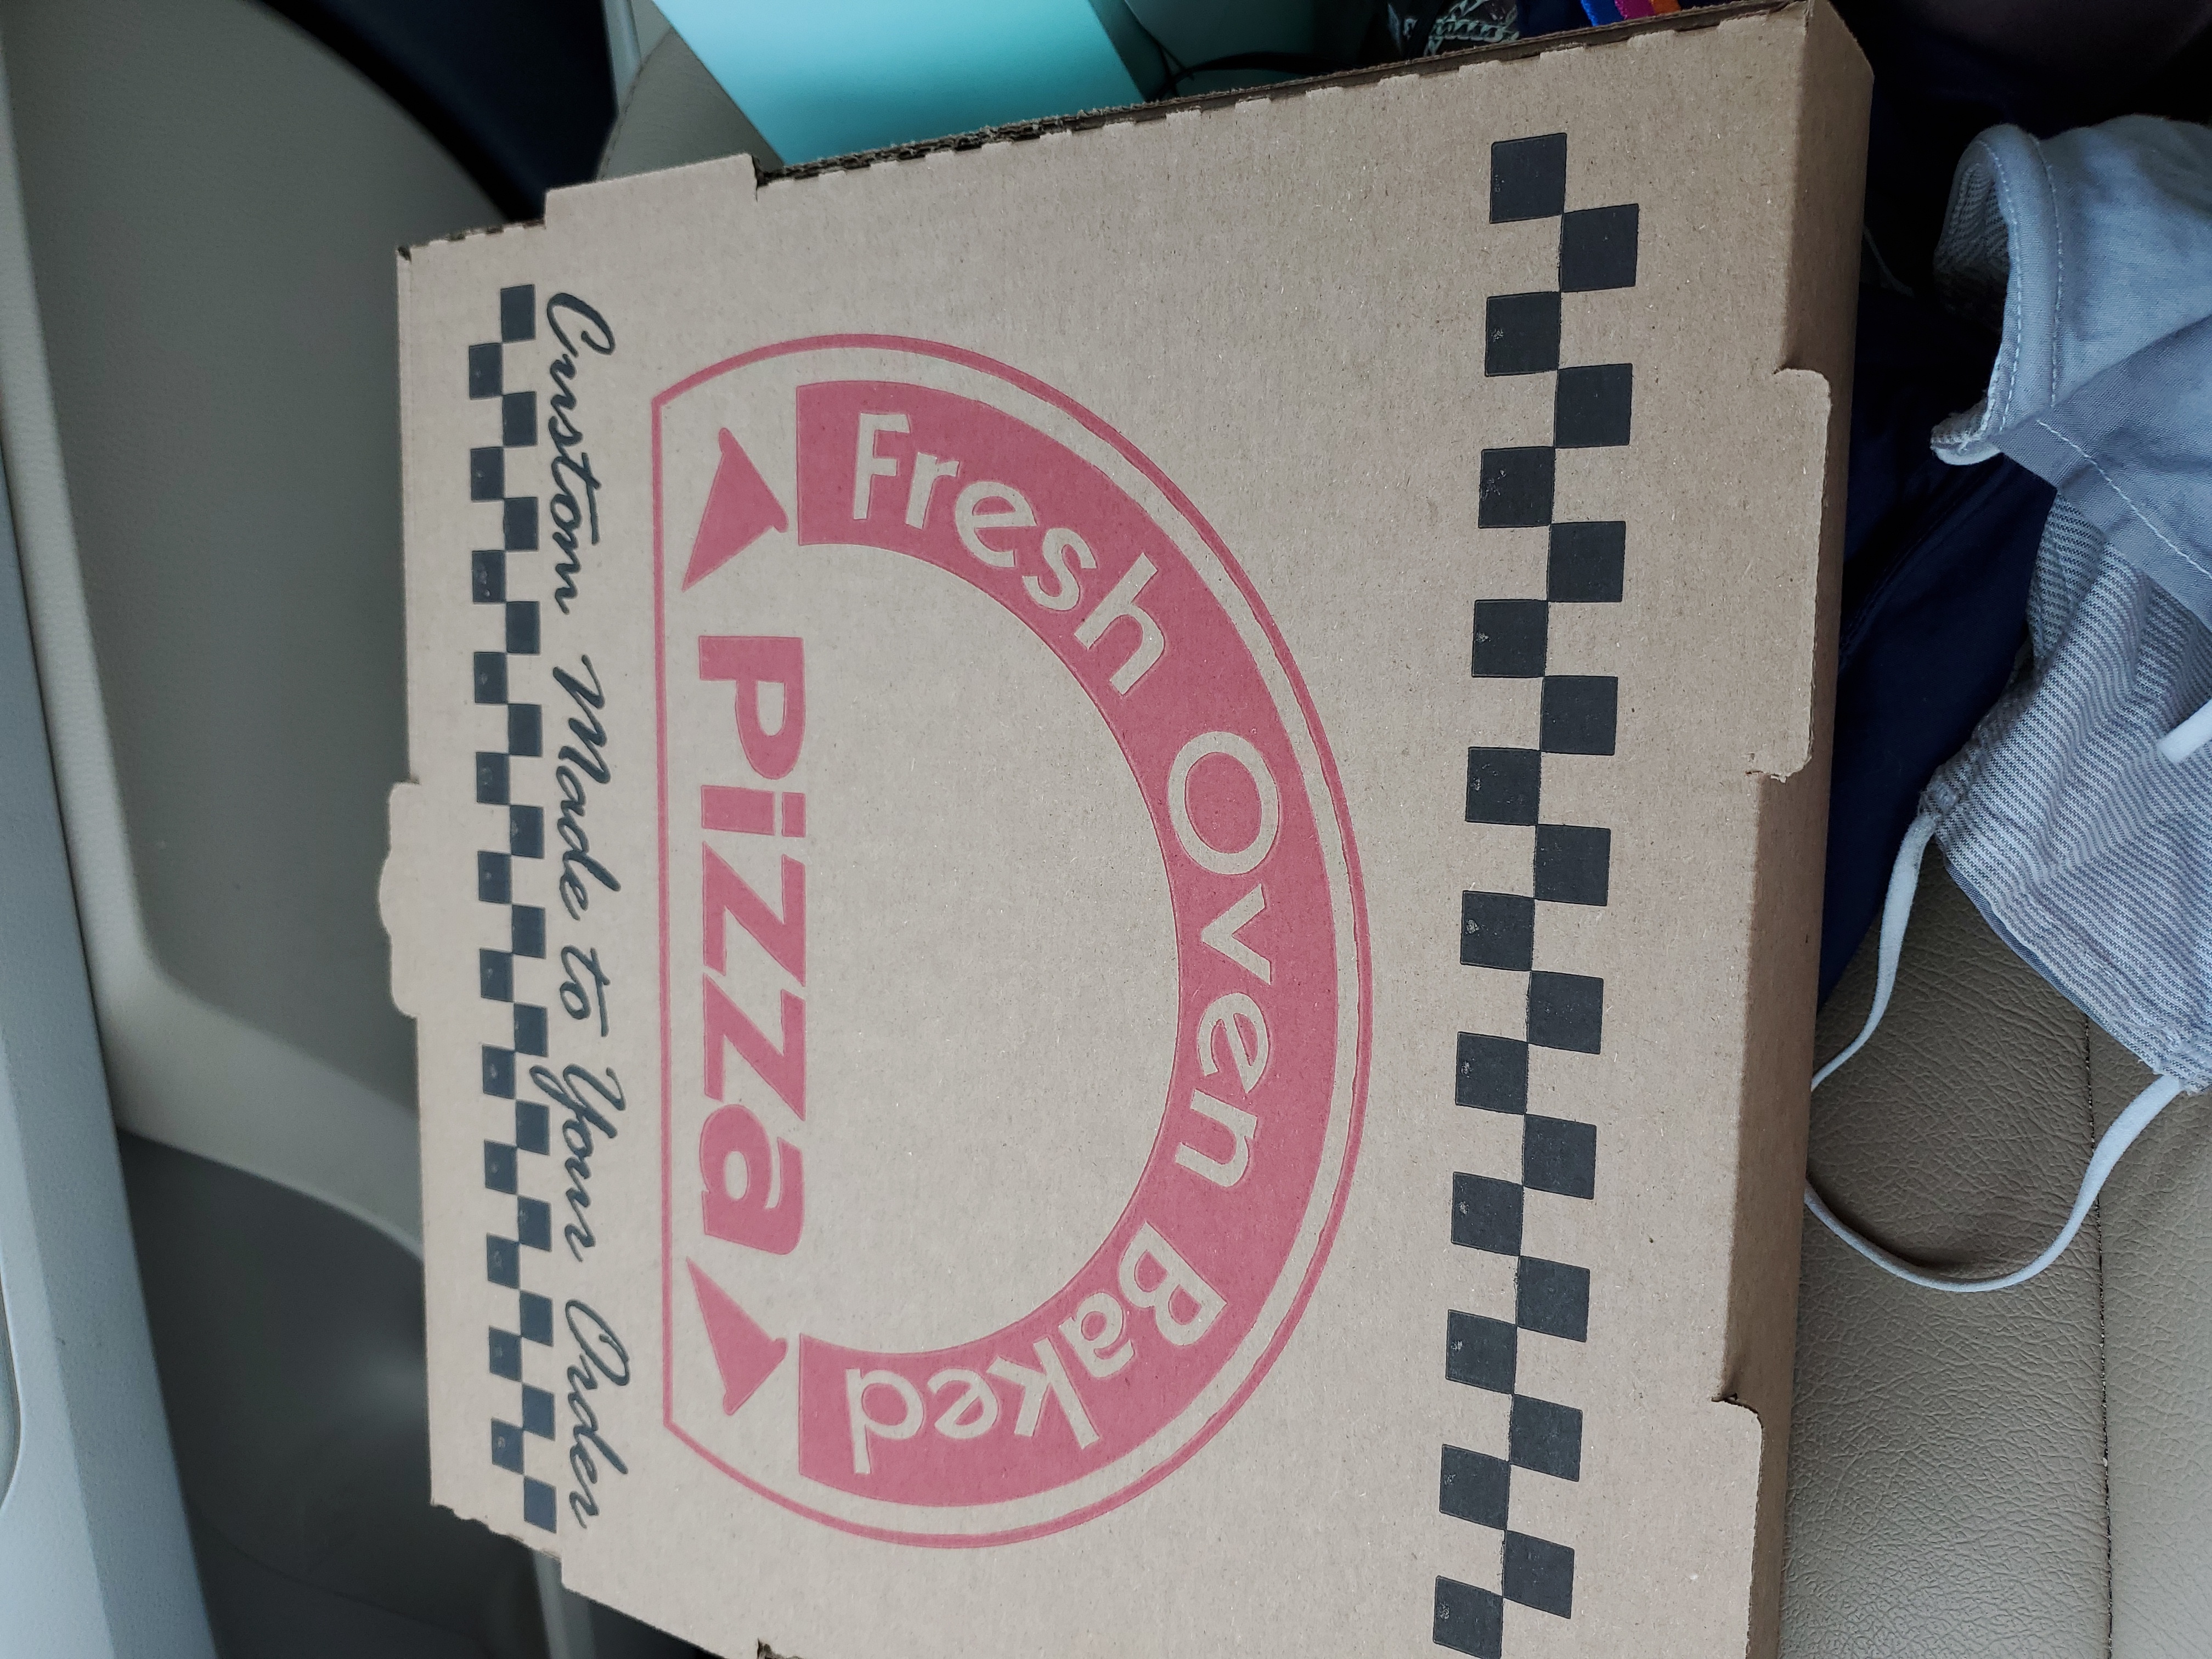 Fresh Oven Baked
Pizza
Custom Made to Your Order